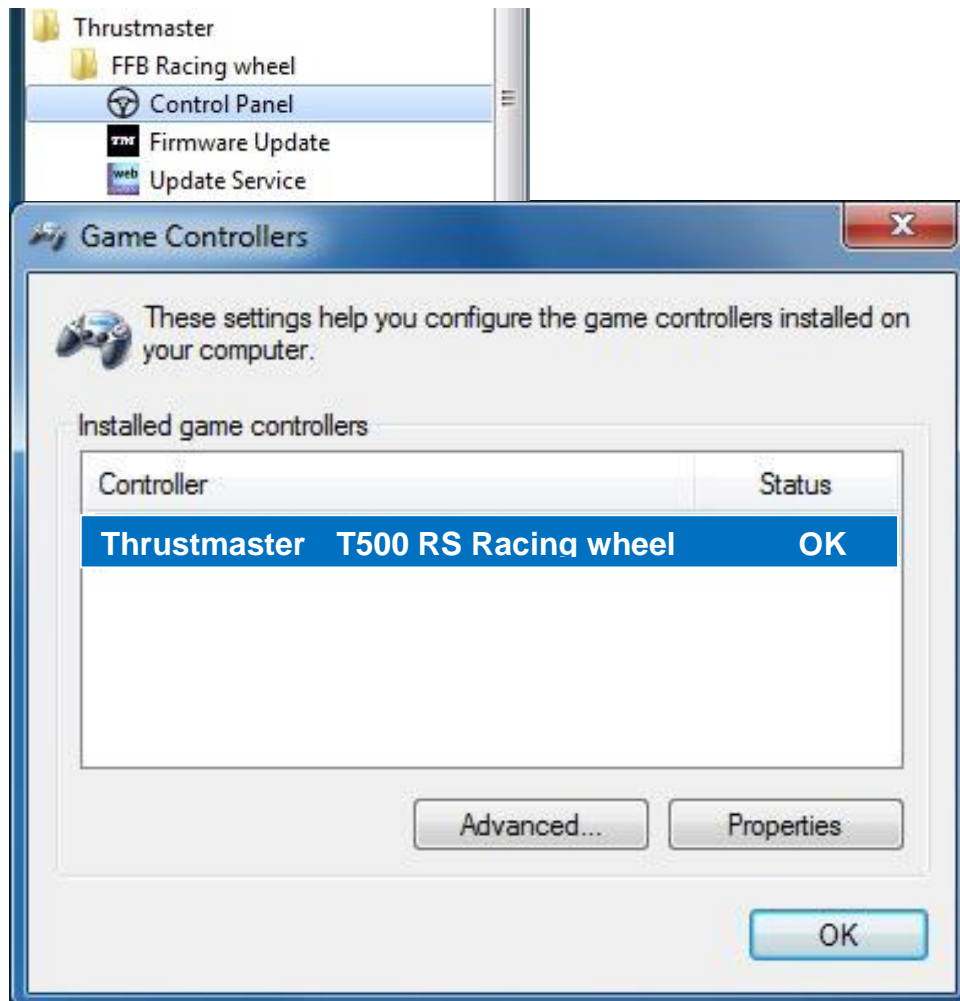 Thrustmaster
FFB Racing wheel
Control Panel
TM Firmware Update
web Update Service
Game Controllers
These settings help you configure the game controllers installed on
your computer.
Installed game controllers
Controller Status
Thrustmaster T500 RS Racing wheel OK
Advanced... Properties
OK